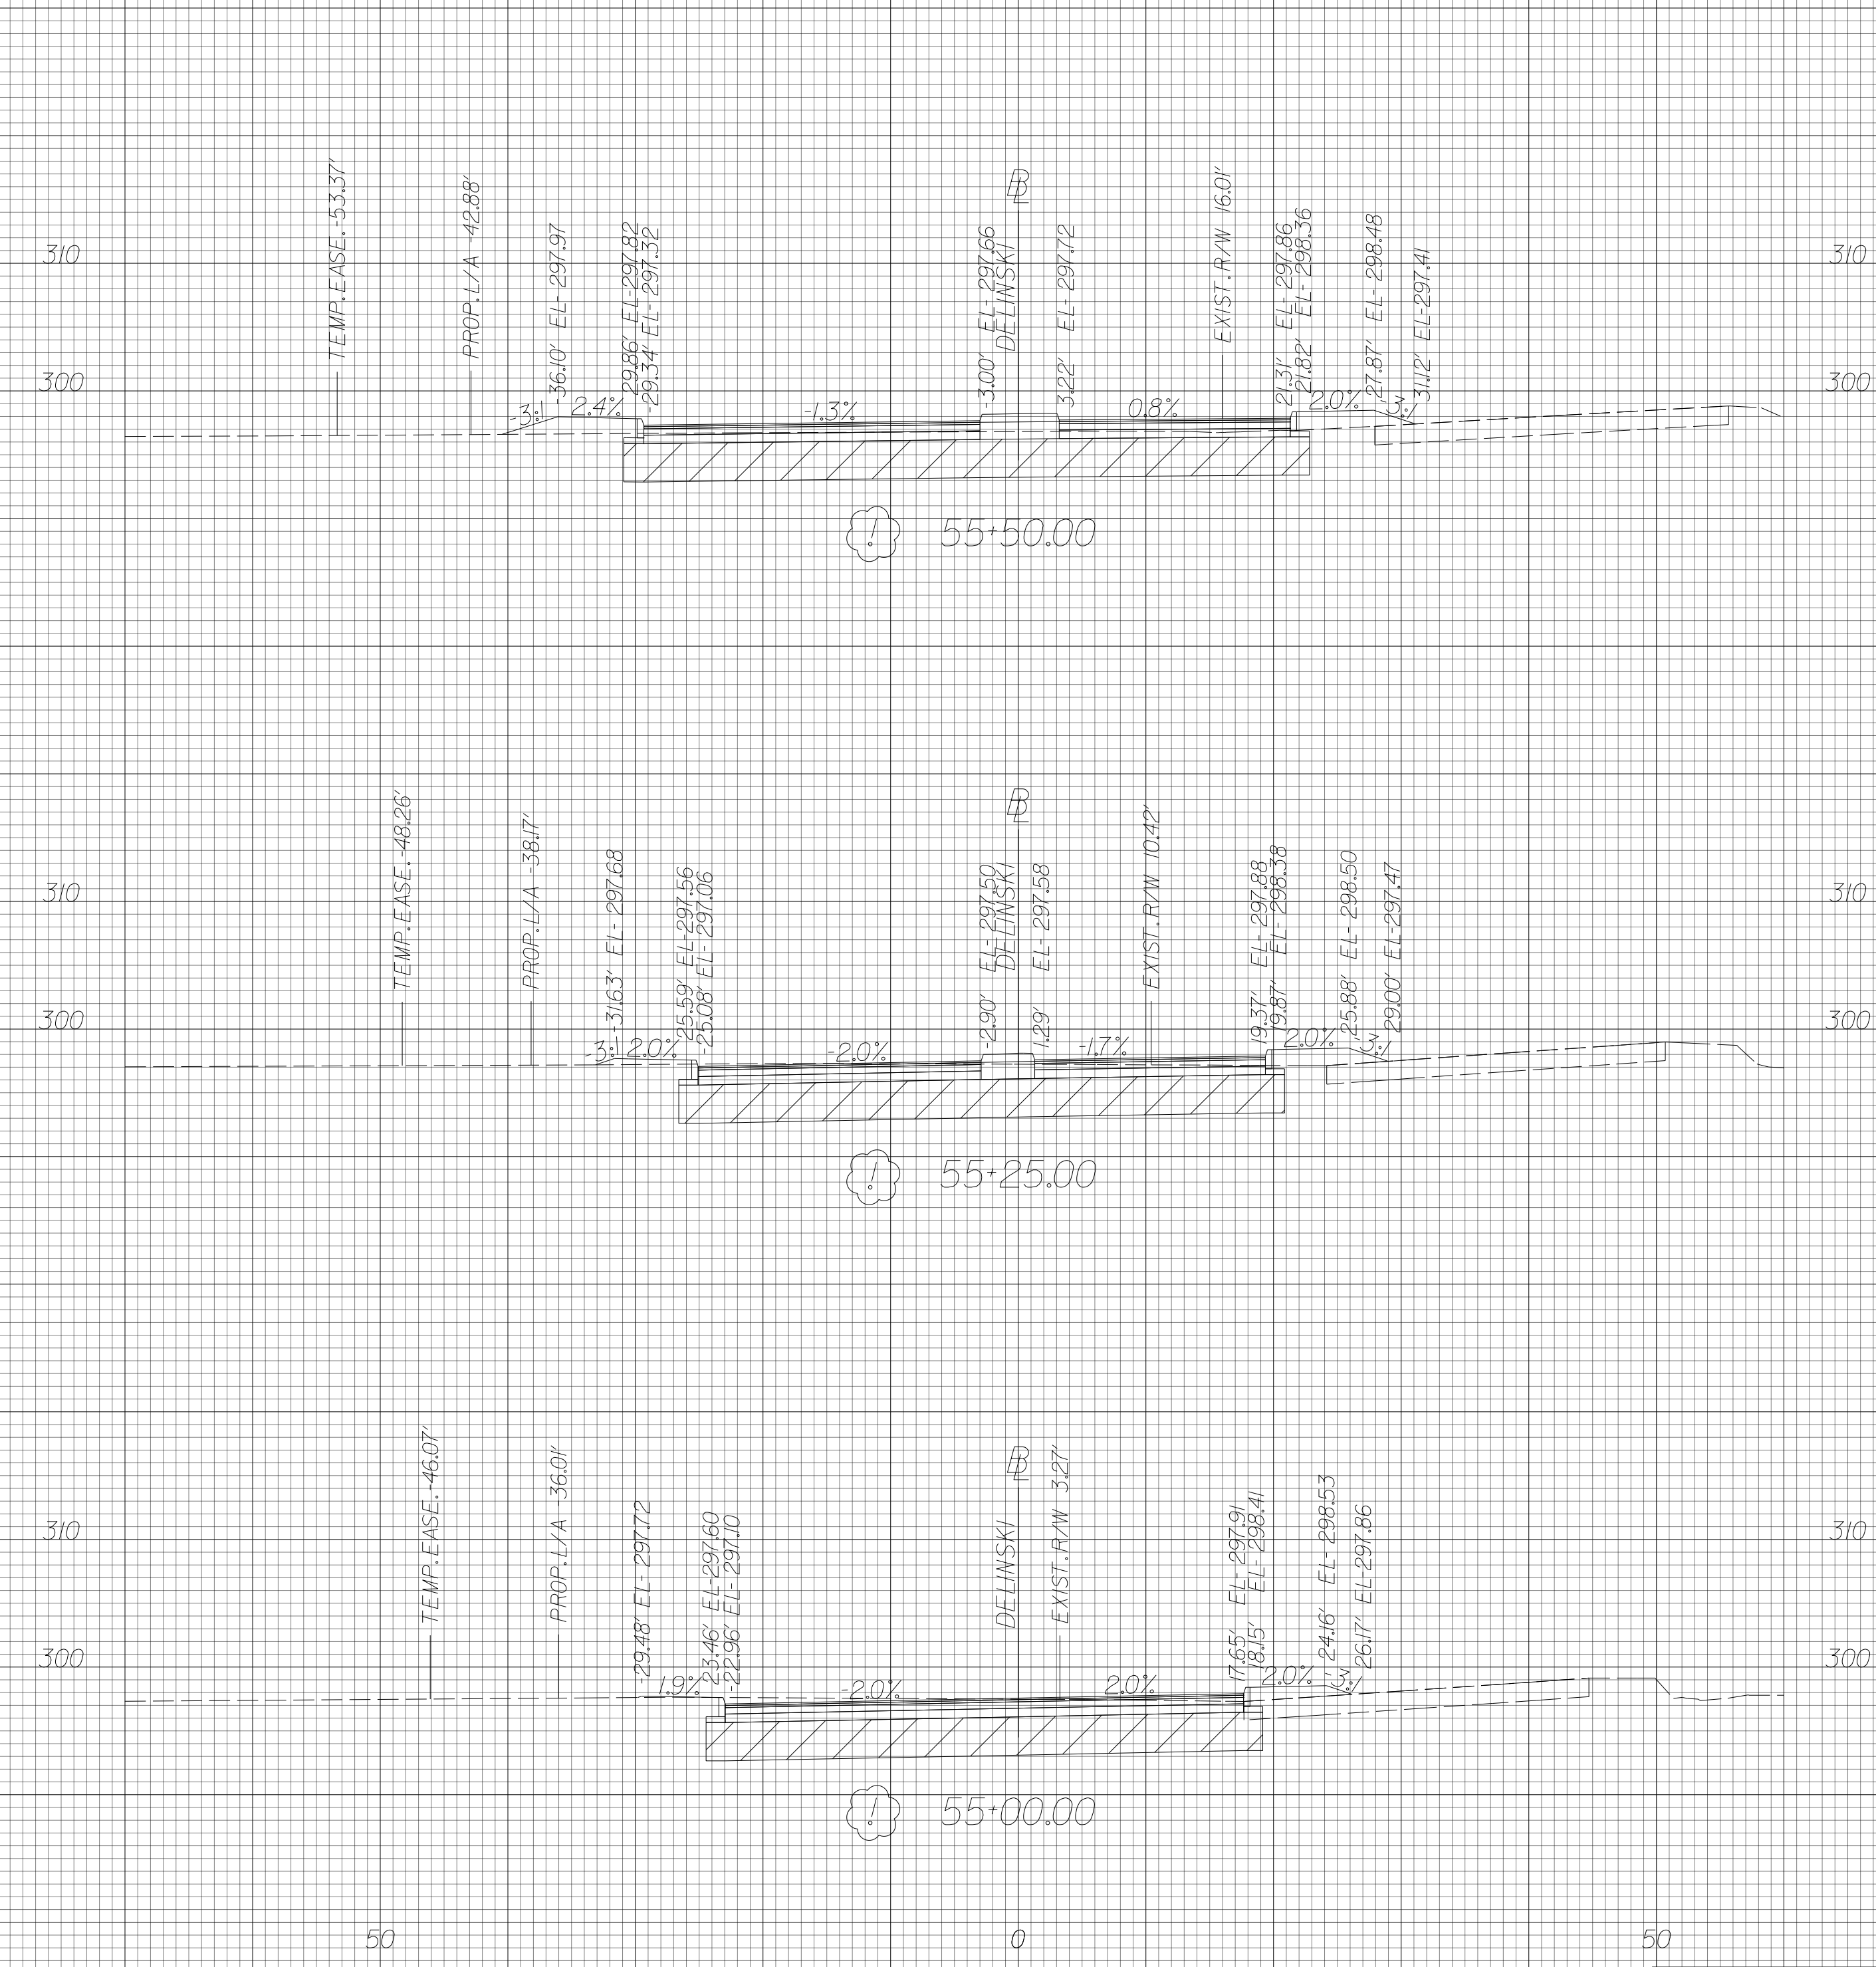 TEMP.EASE.-53.37'
PROP.L/A -42.88'
-36.10' EL- 297.97
-29.86' EL-297.82
-29.34' EL- 297.32
-3.00' EL- 297.66
DELINSKI
BL
3.22' EL- 297.72
EXIST.R/W 16.01'
21.31' EL- 297.86
21.82' EL- 298.36
27.87' EL- 298.48
31.12' EL-297.41
310
310
300
300
-3:1
2.4%
-1.3%
0.8%
2.0%
-3:1
! 55+50.00
TEMP.EASE.-48.26'
PROP.L/A -38.17'
-31.63' EL- 297.68
-25.59' EL-297.56
-25.08' EL- 297.06
-2.90' EL- 297.50
DELINSKI
BL
1.29' EL- 297.58
EXIST.R/W 10.42'
19.37' EL- 297.88
19.87' EL- 298.38
25.88' EL- 298.50
29.00' EL-297.47
310
310
300
300
-3:1
2.0%
-2.0%
-1.7%
2.0%
-3:1
! 55+25.00
TEMP.EASE.-46.07'
PROP.L/A -36.01'
-29.48' EL- 297.72
-23.46' EL-297.60
-22.96' EL- 297.10
DELINSKI
BL
EXIST.R/W 3.27'
17.65' EL- 297.91
18.15' EL- 298.41
24.16' EL- 298.53
26.17' EL-297.86
310
310
300
300
1.9%
-2.0%
2.0%
2.0%
-3:1
! 55+00.00
50
0
50